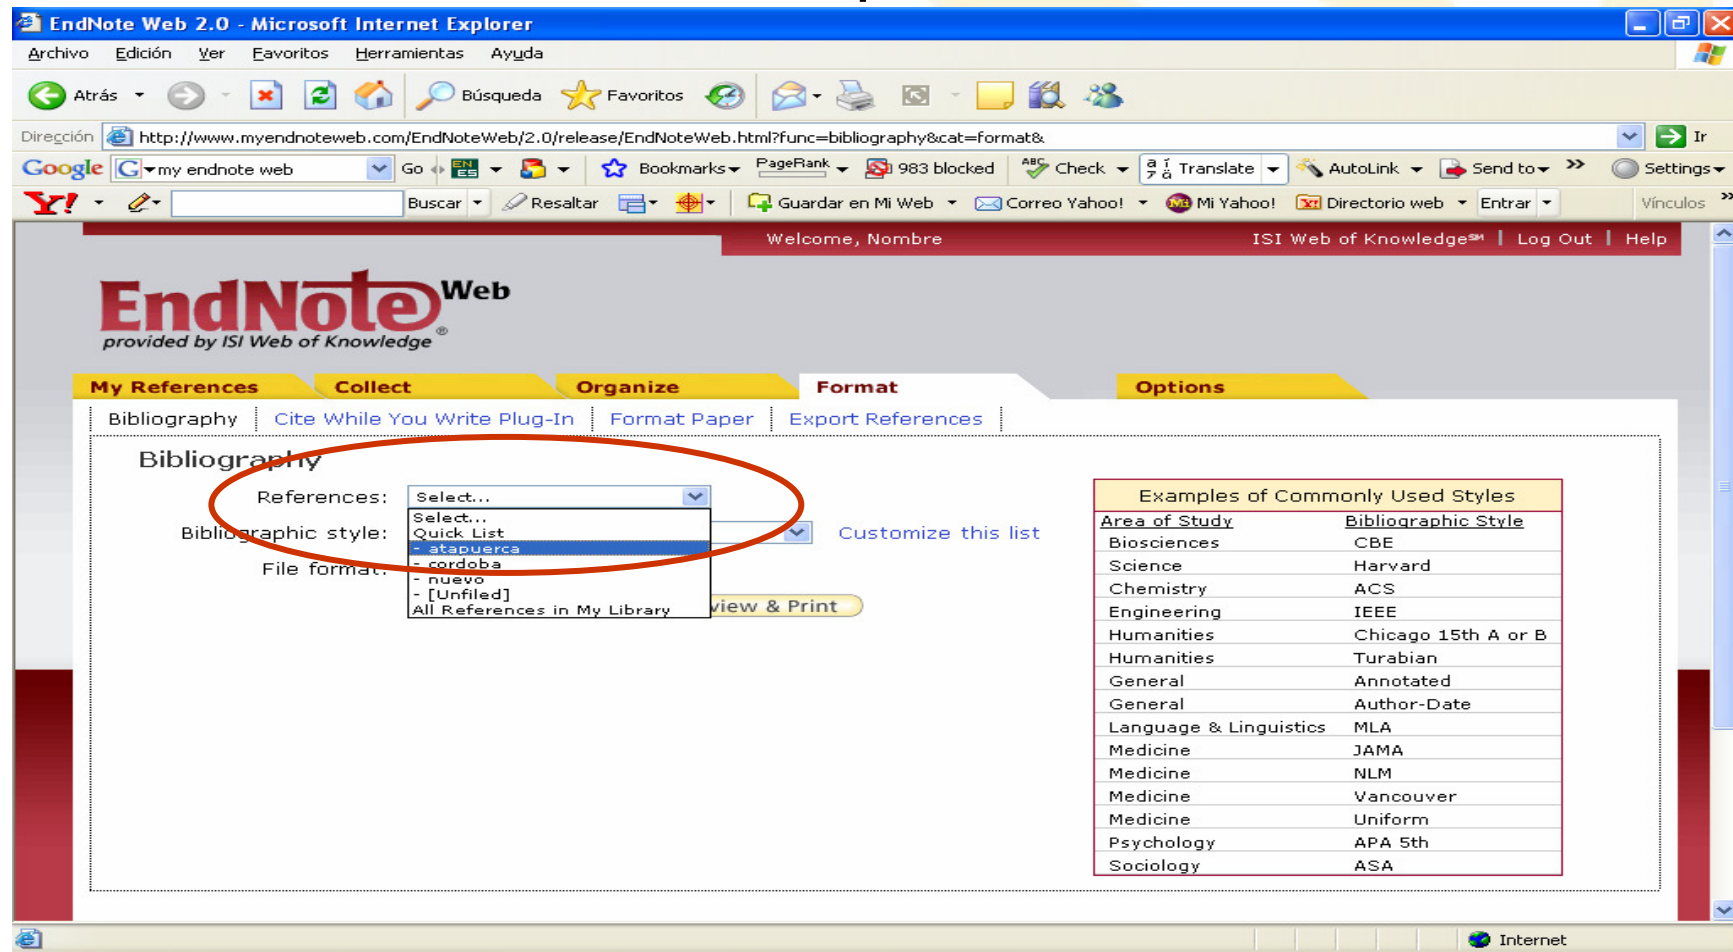 EndNote Web 2.0 - Microsoft Internet Explorer
Archivo Edición Ver Favoritos Herramientas Ayuda
Atrás Búsqueda Favoritos
Dirección http://www.myendnoteweb.com/EndNoteWeb/2.0/release/EndNoteWeb.html?func=bibliography&cat=format& Ir
Google G my endnote web Go EN ES Bookmarks PageRank 983 blocked ABC Check Translate AutoLink Send to » Settings
Y! Buscar Resaltar Guardar en Mi Web Correo Yahoo! Mi Yahoo! Directorio web Entrar Vínculos »
Welcome, Nombre ISI Web of Knowledge℠ | Log Out | Help
EndNote Web
provided by ISI Web of Knowledge®
My References Collect Organize Format Options
Bibliography Cite While You Write Plug-In Format Paper Export References
Bibliography
References: Select...
Select...
Quick List
- atapuerca
- cordoba
- nuevo
- [Unfiled]
All References in My Library
Bibliographic style: Customize this list
File format:
view & Print
Examples of Commonly Used Styles
Area of Study Bibliographic Style
Biosciences CBE
Science Harvard
Chemistry ACS
Engineering IEEE
Humanities Chicago 15th A or B
Humanities Turabian
General Annotated
General Author-Date
Language & Linguistics MLA
Medicine JAMA
Medicine NLM
Medicine Vancouver
Medicine Uniform
Psychology APA 5th
Sociology ASA
Internet